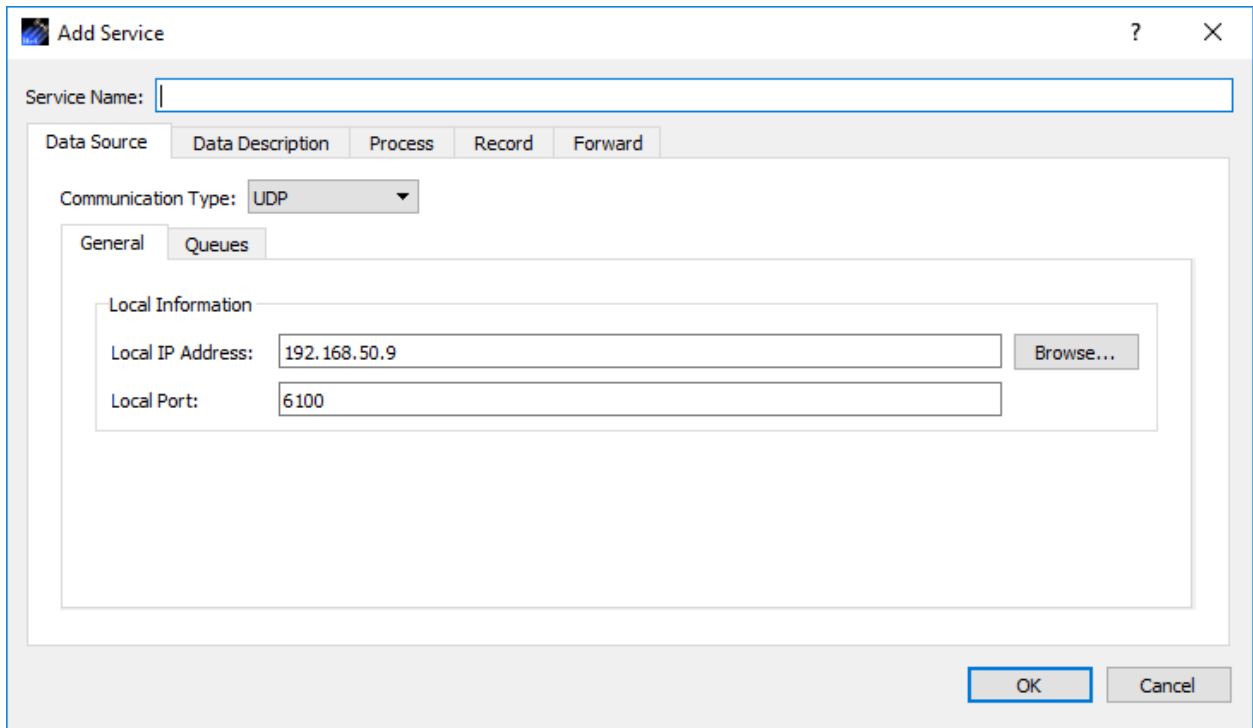 Add Service
?
Service Name:
Data Source Data Description Process Record Forward
Communication Type: UDP
General Queues
Local Information
Local IP Address: 192.168.50.9 Browse...
Local Port: 6100
OK Cancel